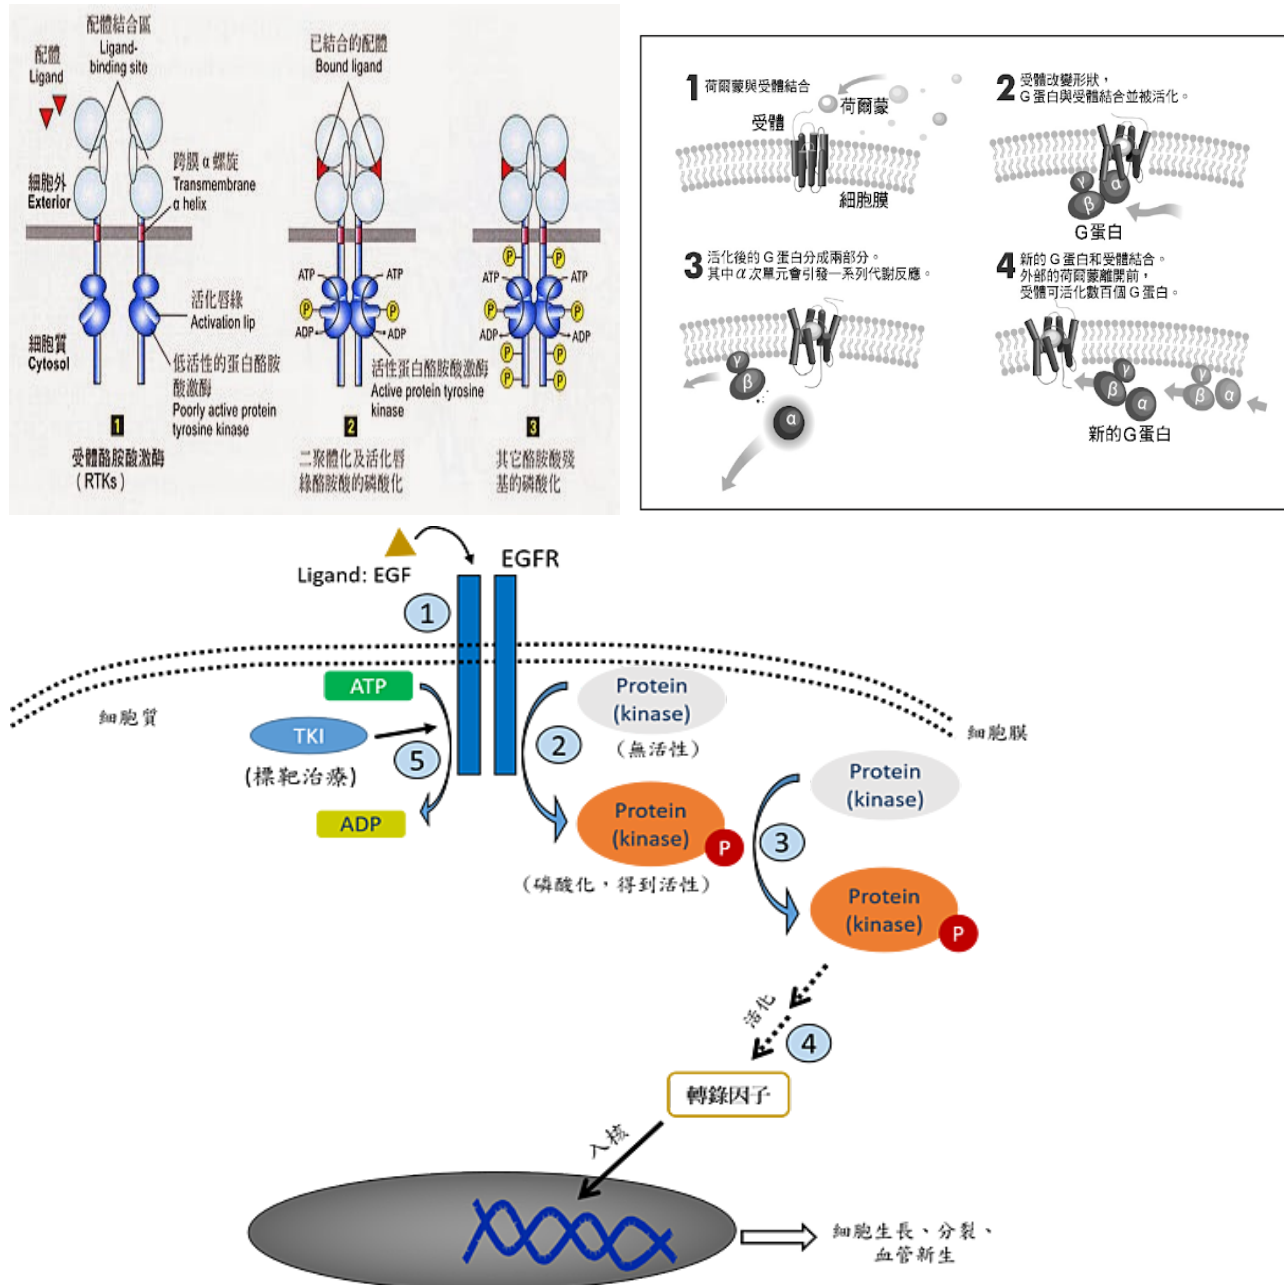 配體
Ligand
配體結合區
Ligand-
binding site
跨膜 α 螺旋
Transmembrane
α helix
細胞外
Exterior
活化唇緣
Activation lip
細胞質
Cytosol
低活性的蛋白酪胺
酸激酶
Poorly active protein
tyrosine kinase
1
受體酪胺酸激酶
(RTKs)
已結合的配體
Bound ligand
ATP
ATP
P
P
ADP
ADP
活性蛋白酪胺酸激酶
Active protein tyrosine
kinase
2
二聚體化及活化唇
緣酪胺酸的磷酸化
P
P
ATP
ATP
P
P
ADP
ADP
P
P
P
P
3
其它酪胺酸殘
基的磷酸化
1 荷爾蒙與受體結合
荷爾蒙
受體
細胞膜
2 受體改變形狀，
G 蛋白與受體結合並被活化。
γ
β
α
G蛋白
3 活化後的 G 蛋白分成兩部分。
其中 α 次單元會引發一系列代謝反應。
γ
β
α
4 新的 G 蛋白和受體結合。
外部的荷爾蒙離開前，
受體可活化數百個 G 蛋白。
γ
β
α
γ
β
α
新的G蛋白
Ligand: EGF
EGFR
1
ATP
細胞質
TKI
(標靶治療)
5
ADP
2
Protein
(kinase)
(無活性)
細胞膜
Protein
(kinase)
P
(磷酸化，得到活性)
Protein
(kinase)
3
Protein
(kinase)
P
活化
4
轉錄因子
入核
細胞生長、分裂、
血管新生